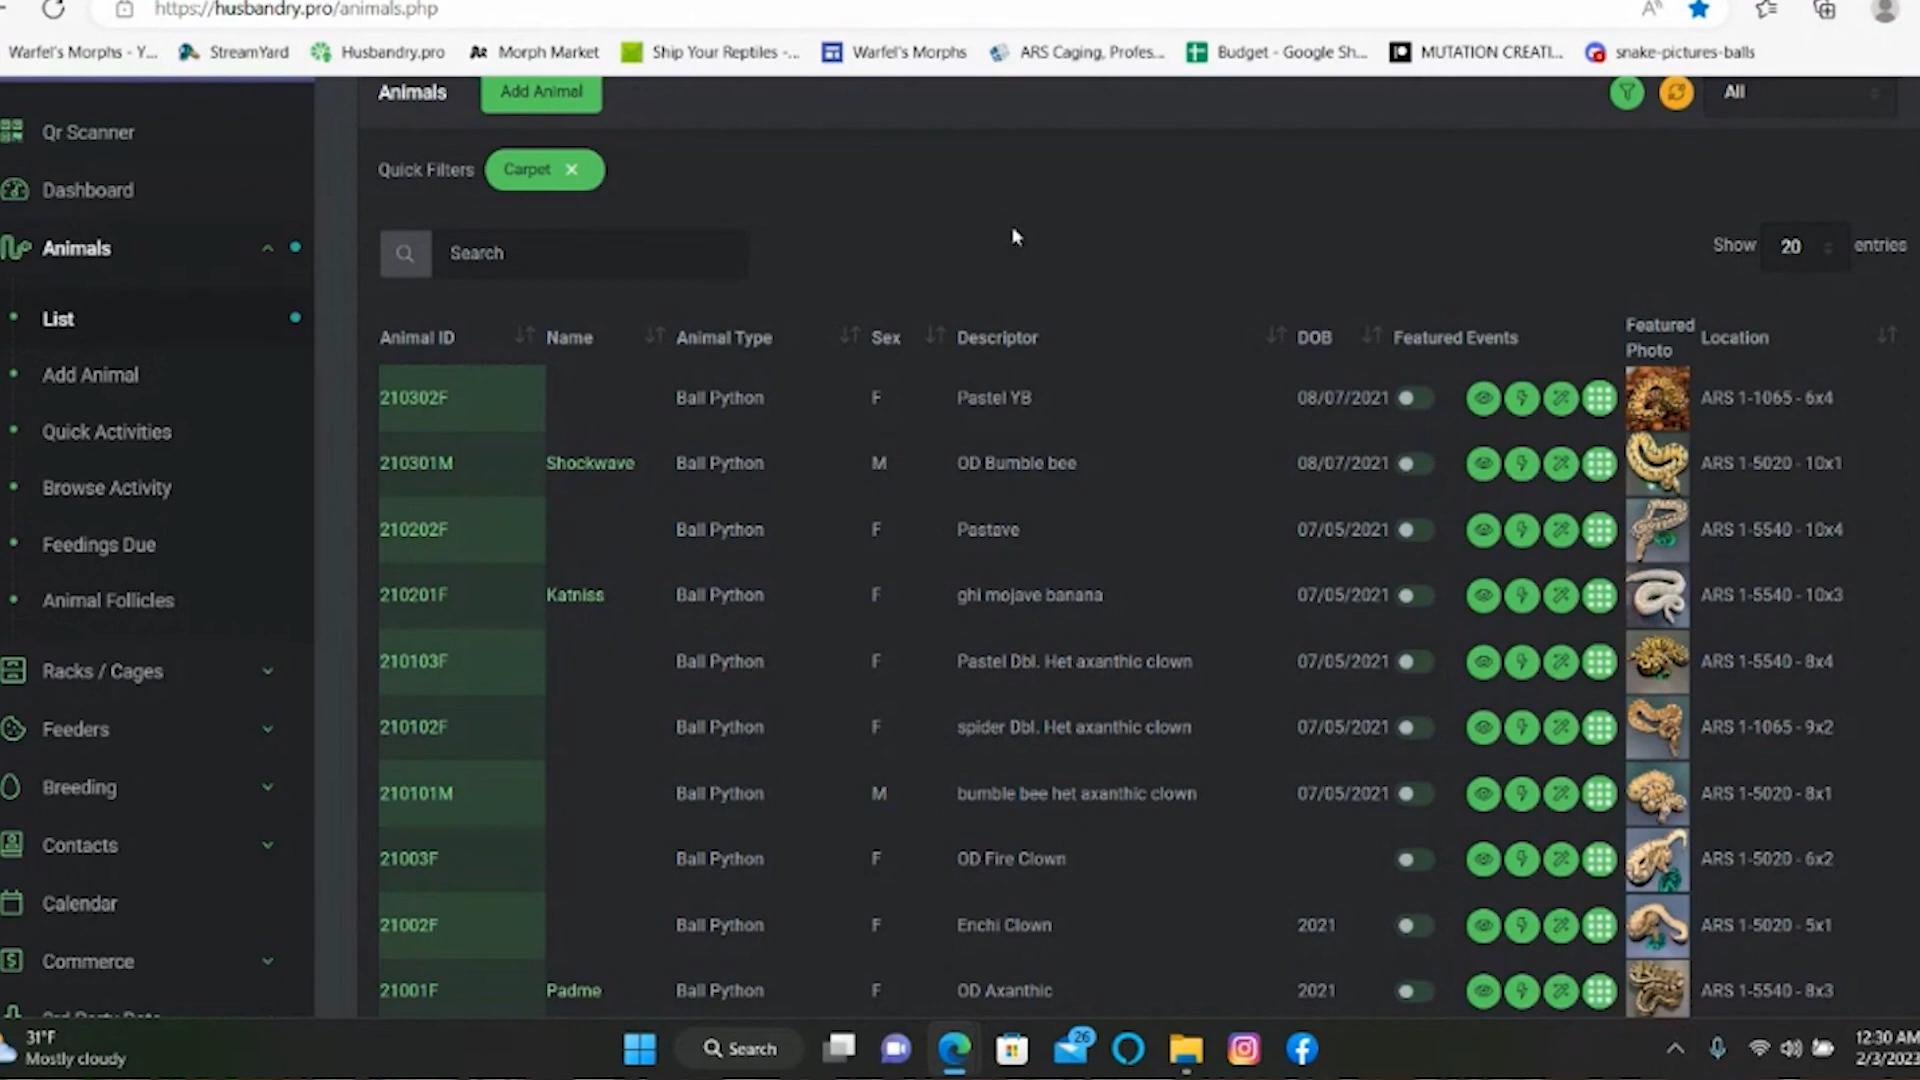 https://husbandry.pro/animals.php
Warfel's Morphs - Y... StreamYard Husbandry.pro Morph Market Ship Your Reptiles -... Warfel's Morphs ARS Caging, Profes... Budget - Google Sh... MUTATION CREATI... snake-pictures-balls
Animals Add Animal All
Qr Scanner
Quick Filters Carpet
Dashboard
Animals
Search Show 20 entries
List
Animal ID Name Animal Type Sex Descriptor DOB Featured Events Featured Photo Location
Add Animal
Quick Activities
Browse Activity
Feedings Due
Animal Follicles
Racks / Cages
Feeders
Breeding
Contacts
Calendar
Commerce
210302F Ball Python F Pastel YB 08/07/2021 ARS 1-1065 - 6x4
210301M Shockwave Ball Python M OD Bumble bee 08/07/2021 ARS 1-5020 - 10x1
210202F Ball Python F Pastave 07/05/2021 ARS 1-5540 - 10x4
210201F Katniss Ball Python F ghi mojave banana 07/05/2021 ARS 1-5540 - 10x3
210103F Ball Python F Pastel Dbl. Het axanthic clown 07/05/2021 ARS 1-5540 - 8x4
210102F Ball Python F spider Dbl. Het axanthic clown 07/05/2021 ARS 1-1065 - 9x2
210101M Ball Python M bumble bee het axanthic clown 07/05/2021 ARS 1-5020 - 8x1
21003F Ball Python F OD Fire Clown ARS 1-5020 - 6x2
21002F Ball Python F Enchi Clown 2021 ARS 1-5020 - 5x1
21001F Padme Ball Python F OD Axanthic 2021 ARS 1-5540 - 8x3
31°F
Mostly cloudy
Search
26
12:30 AM
2/3/2023